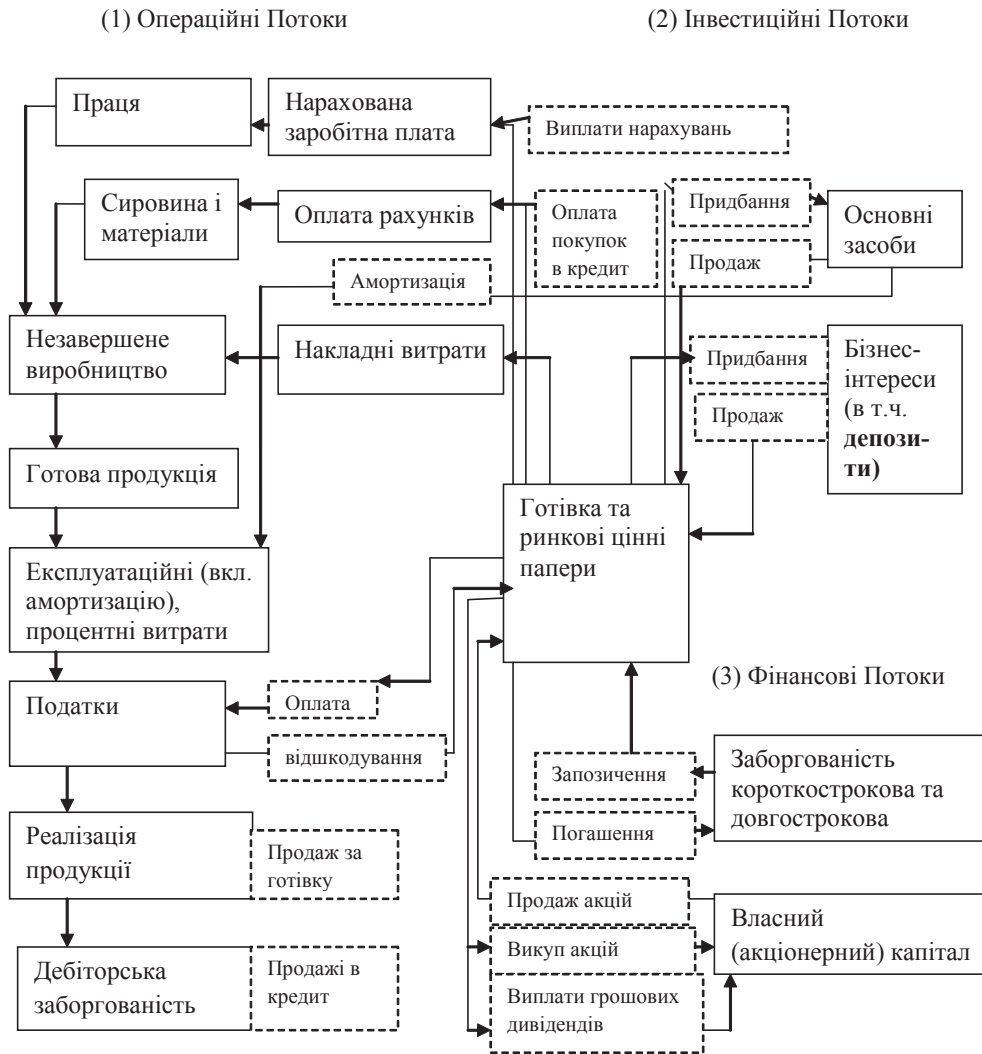 (1) Операційні Потоки
(2) Інвестиційні Потоки
Праця
Нарахована
заробітна плата
Виплати нарахувань
Сировина і
матеріали
Оплата рахунків
Оплата
покупок
в кредит
Придбання
Продаж
Основні
засоби
Амортизація
Незавершене
виробництво
Накладні витрати
Придбання
Продаж
Бізнес-
інтереси
(в т.ч.
депози-
ти)
Готова продукція
Готівка та
ринкові цінні
папери
Експлуатаційні (вкл.
амортизацію),
процентні витрати
(3) Фінансові Потоки
Податки
Оплата
відшкодування
Запозичення
Погашення
Заборгованість
короткострокова та
довгострокова
Реалізація
продукції
Продаж за
готівку
Продаж акцій
Викуп акцій
Виплати грошових
дивідендів
Власний
(акціонерний) капітал
Дебіторська
заборгованість
Продажі в
кредит